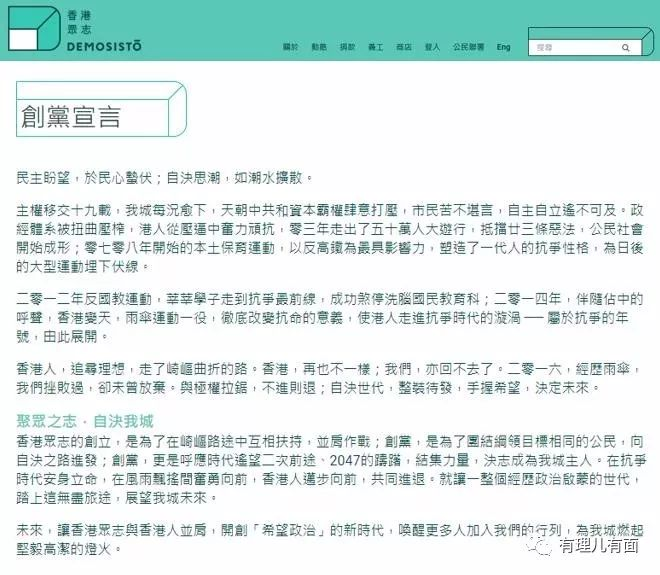 香港
眾志
DEMOSISTŌ
關於 動態 捐款 義工 商店 登入 公民聯署 Eng
搜尋
創黨宣言
民主盼望，於民心蟄伏；自決思潮，如潮水擴散。
主權移交十九載，我城每況愈下，天朝中共和資本霸權肆意打壓，市民苦不堪言，自主自立遙不可及。政
經體系被扭曲壓榨，港人從壓逼中奮力頑抗，零三年走出了五十萬人大遊行，抵擋廿三條惡法，公民社會
開始成形；零七零八年開始的本土保育運動，以反高鐵為最具影響力，塑造了一代人的抗爭性格，為日後
的大型運動埋下伏線。
二零一二年反國教運動，莘莘學子走到抗爭最前線，成功煞停洗腦國民教育科；二零一四年，伴隨佔中的
呼聲，香港變天，雨傘運動一役，徹底改變抗命的意義，使港人走進抗爭時代的漩渦 ── 屬於抗爭的年
號，由此展開。
香港人，追尋理想，走了崎嶇曲折的路。香港，再也不一樣；我們，亦回不去了。二零一六，經歷雨傘，
我們挫敗過，卻未曾放棄。與極權拉鋸，不進則退；自決世代，整裝待發，手握希望，決定未來。
聚眾之志．自決我城
香港眾志的創立，是為了在崎嶇路途中互相扶持，並肩作戰；創黨，是為了團結綱領目標相同的公民，向
自決之路進發；創黨，更是呼應時代遙望二次前途、2047的躊躇，結集力量，決志成為我城主人。在抗爭
時代安身立命，在風雨飄搖間奮勇向前，香港人邁步向前，共同進退。就讓一整個經歷政治啟蒙的世代，
踏上這無盡旅途，展望我城未來。
未來，讓香港眾志與香港人並肩，開創「希望政治」的新時代，喚醒更多人加入我們的行列，為我城燃起
堅毅高潔的燈火。
有理儿有面